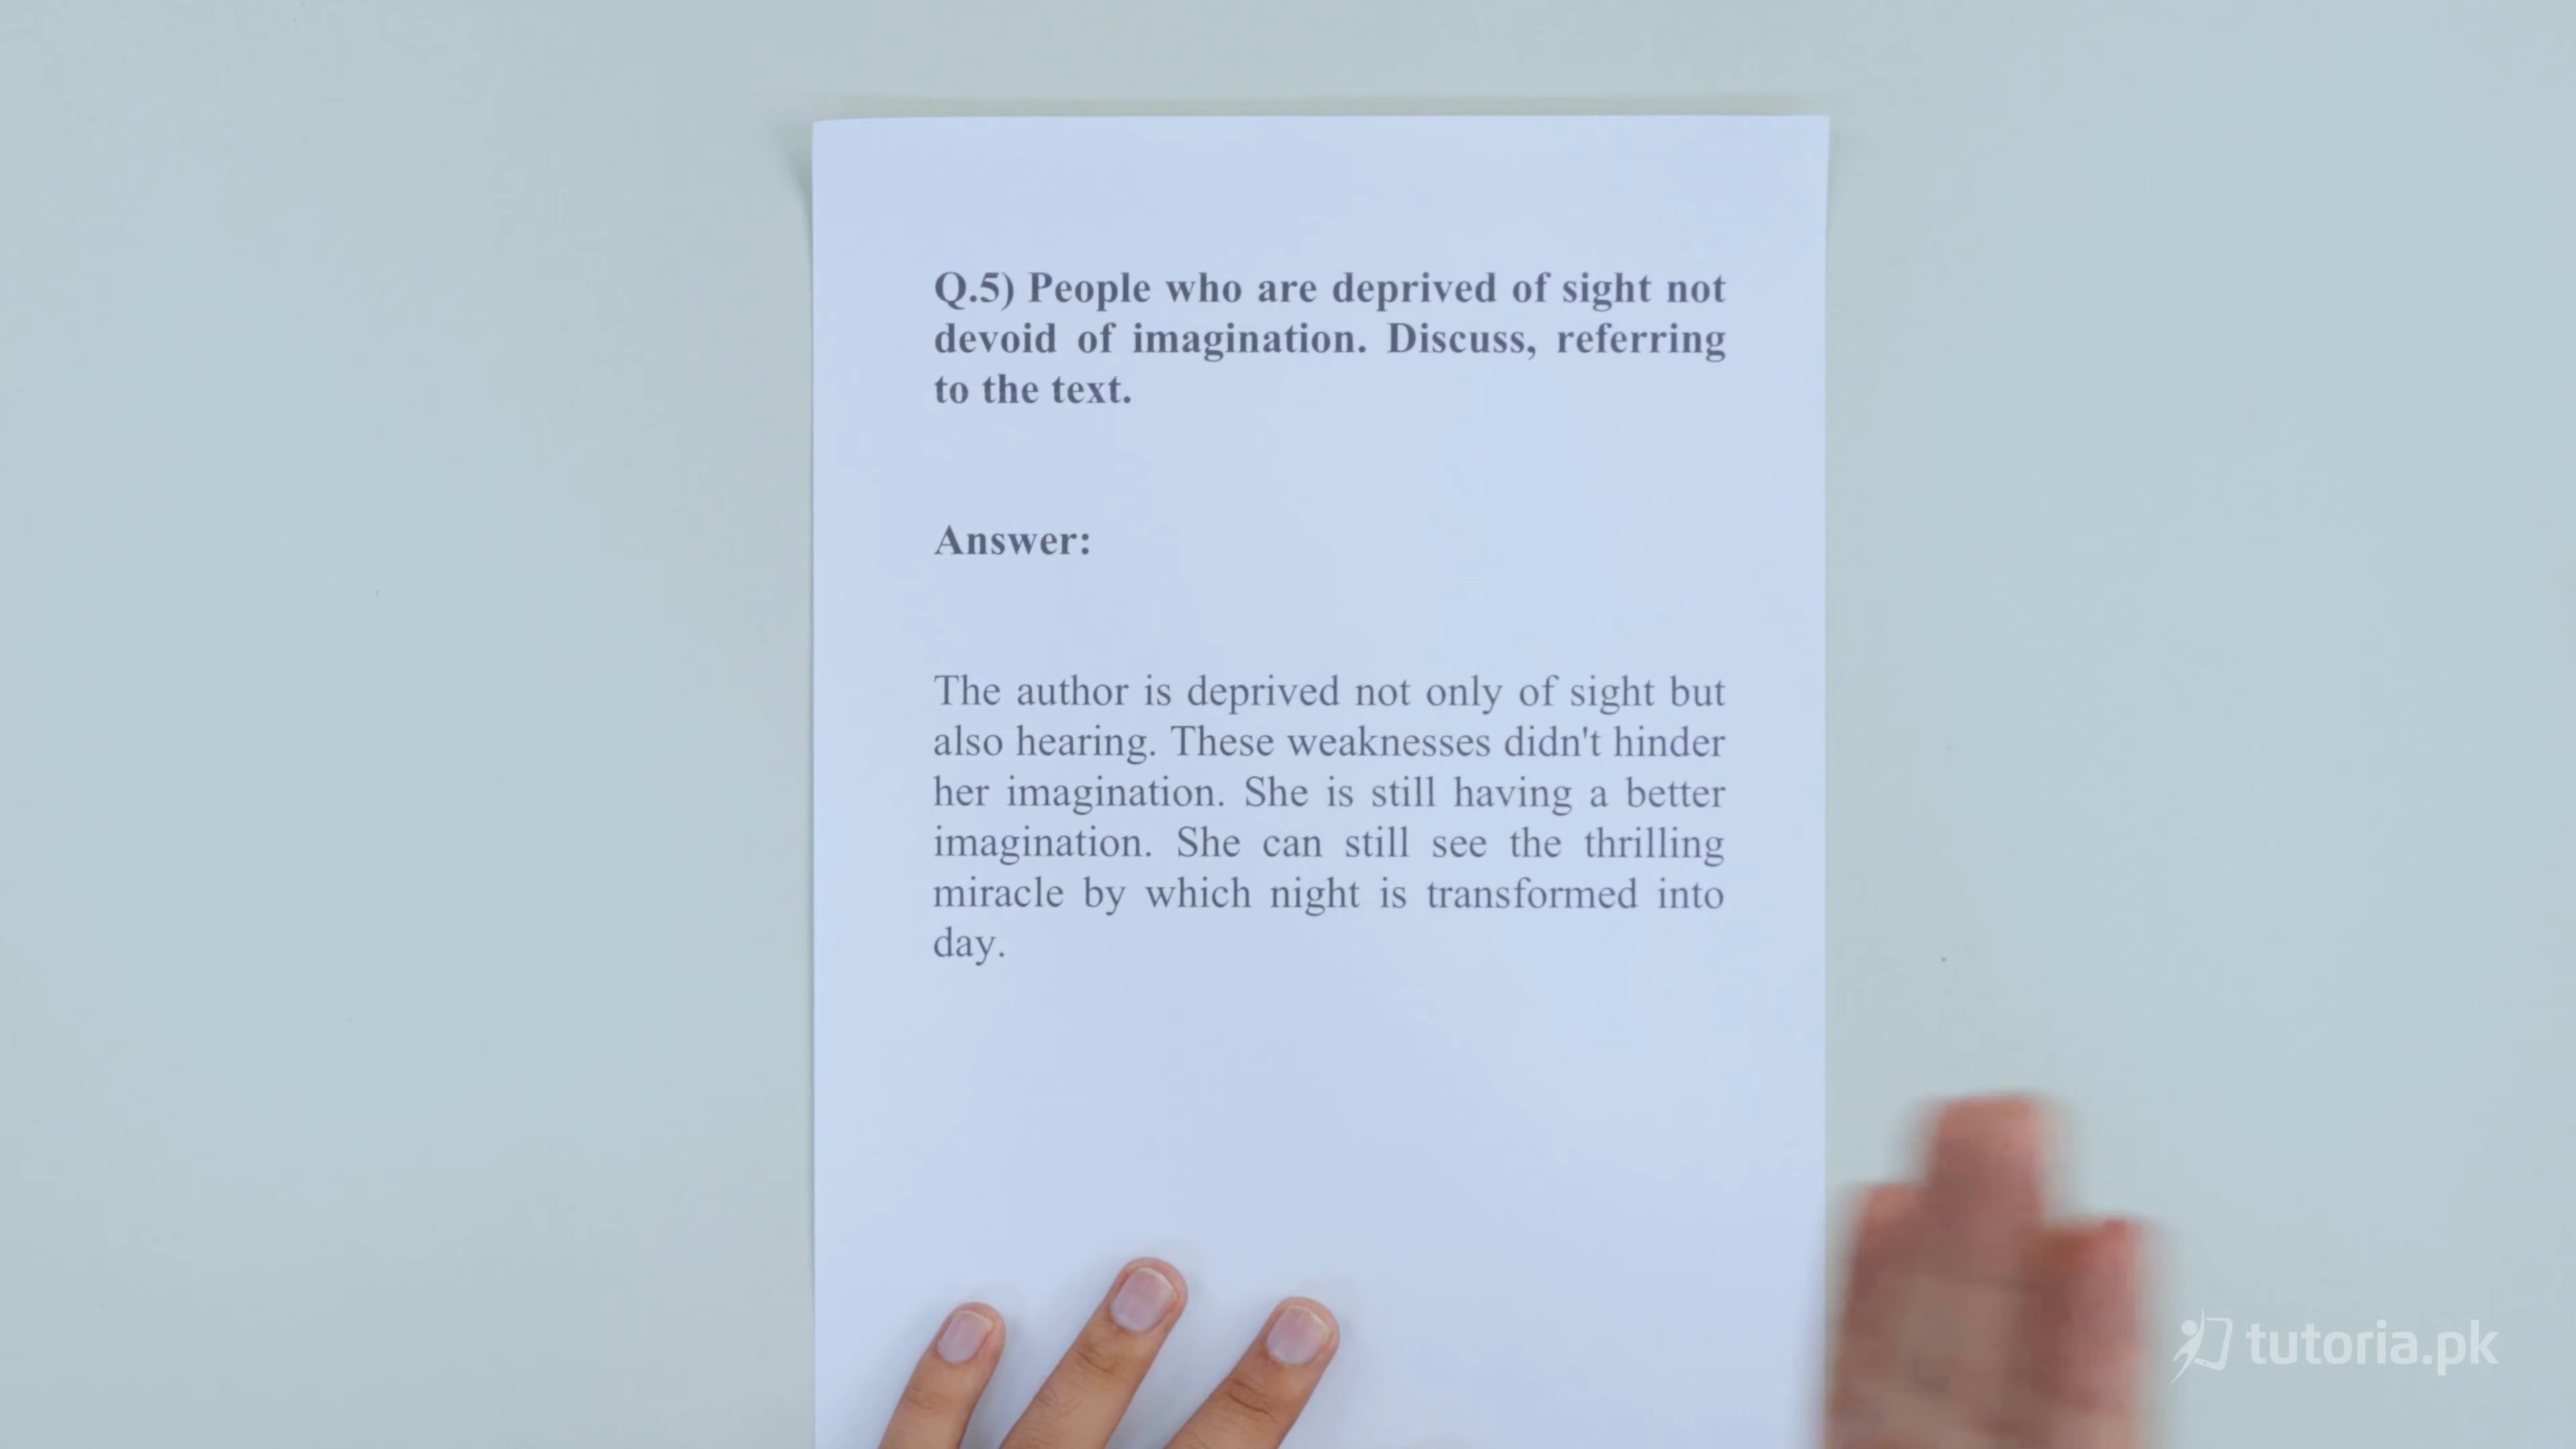 Q.5) People who are deprived of sight not
devoid of imagination. Discuss, referring
to the text.
Answer:
The author is deprived not only of sight but
also hearing. These weaknesses didn't hinder
her imagination. She is still having a better
imagination. She can still see the thrilling
miracle by which night is transformed into
day.
tutoria.pk